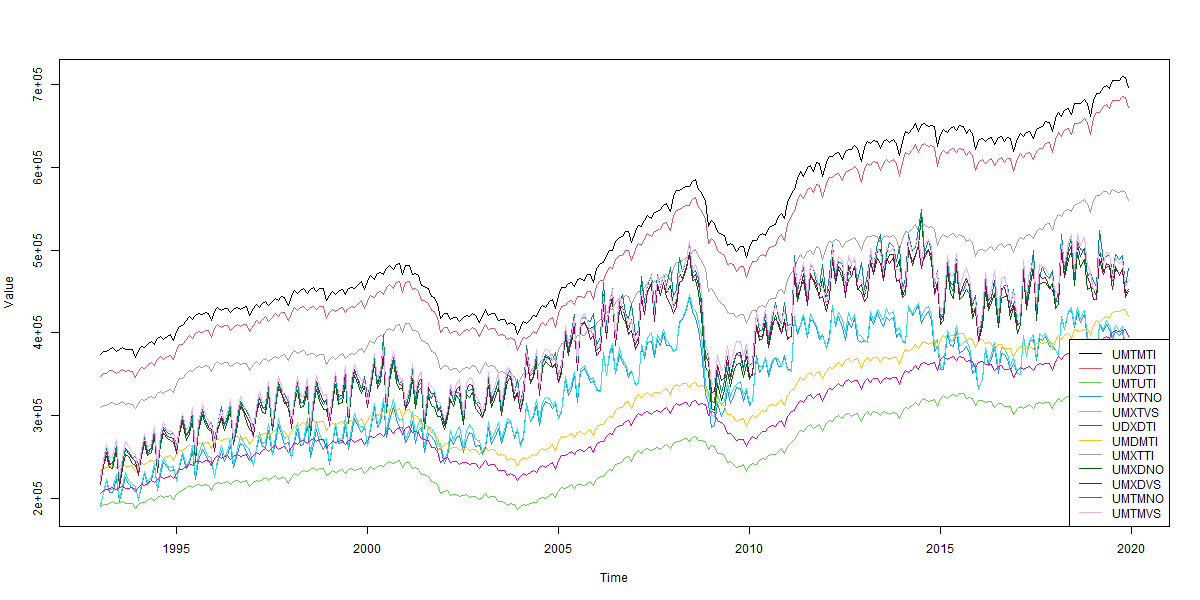 7e+05
6e+05
5e+05
4e+05
3e+05
2e+05
Value
1995
2000
2005
2010
2015
2020
Time
UMTMTI
UMXDTI
UMTUTI
UMXTNO
UMXTVS
UDXDTI
UMDMTI
UMXTTI
UMXDNO
UMXDVS
UMTMNO
UMTMVS